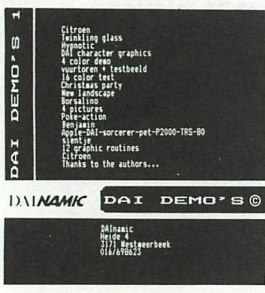 DAI DEMO'S 1
Citroen
Twinkling glass
Hypnotic
DAI character graphics
4 color demo
vuurtoren + testbeeld
16 color text
Christmas party
New landscape
Borsalino
4 pictures
Poke-action
Benjamin
Apple-DAI-sorcerer-pet-P2000-TRS-80
sientje
12 graphic routines
Citroen
Thanks to the authors...
DAINAMIC DAI DEMO'S ©
DAInamic
Heide 4
3171 Westmeerbeek
016/698623